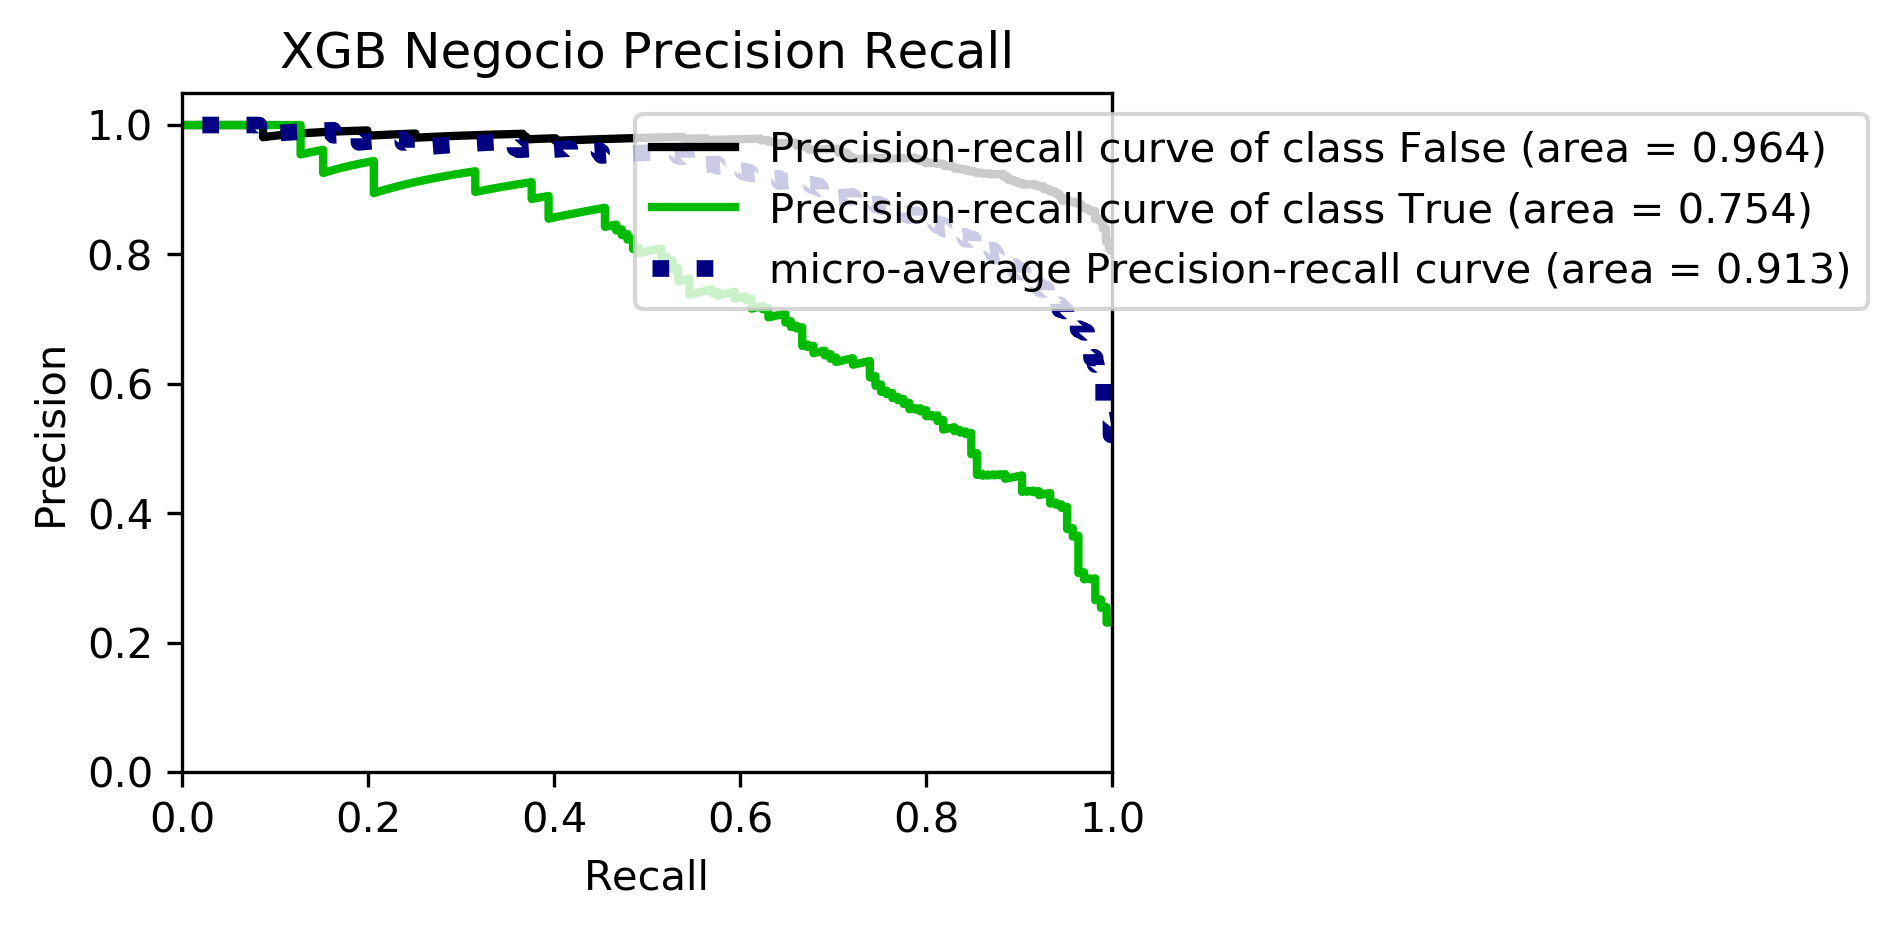 XGB Negocio Precision Recall
Precision-recall curve of class False (area = 0.964)
Precision-recall curve of class True (area = 0.754)
micro-average Precision-recall curve (area = 0.913)
Precision
1.0
0.8
0.6
0.4
0.2
0.0
0.0 0.2 0.4 0.6 0.8 1.0
Recall